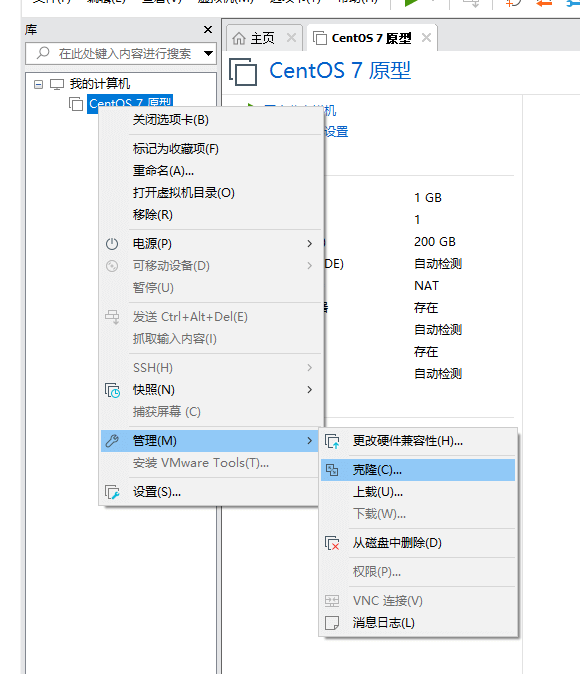 库
主页
CentOS 7 原型
在此处键入内容进行搜索
我的计算机
CentOS 7 原型
CentOS 7 原型
设置
关闭选项卡(B)
标记为收藏项(F)
重命名(A)...
打开虚拟机目录(O)
移除(R)
电源(P)
可移动设备(D)
暂停(U)
发送 Ctrl+Alt+Del(E)
抓取输入内容(I)
SSH(H)
快照(N)
捕获屏幕 (C)
管理(M)
安装 VMware Tools(T)...
设置(S)...
1 GB
1
200 GB
自动检测
NAT
存在
自动检测
存在
自动检测
更改硬件兼容性(H)...
克隆(C)...
上载(U)...
下载(W)...
从磁盘中删除(D)
权限(P)...
VNC 连接(V)
消息日志(L)